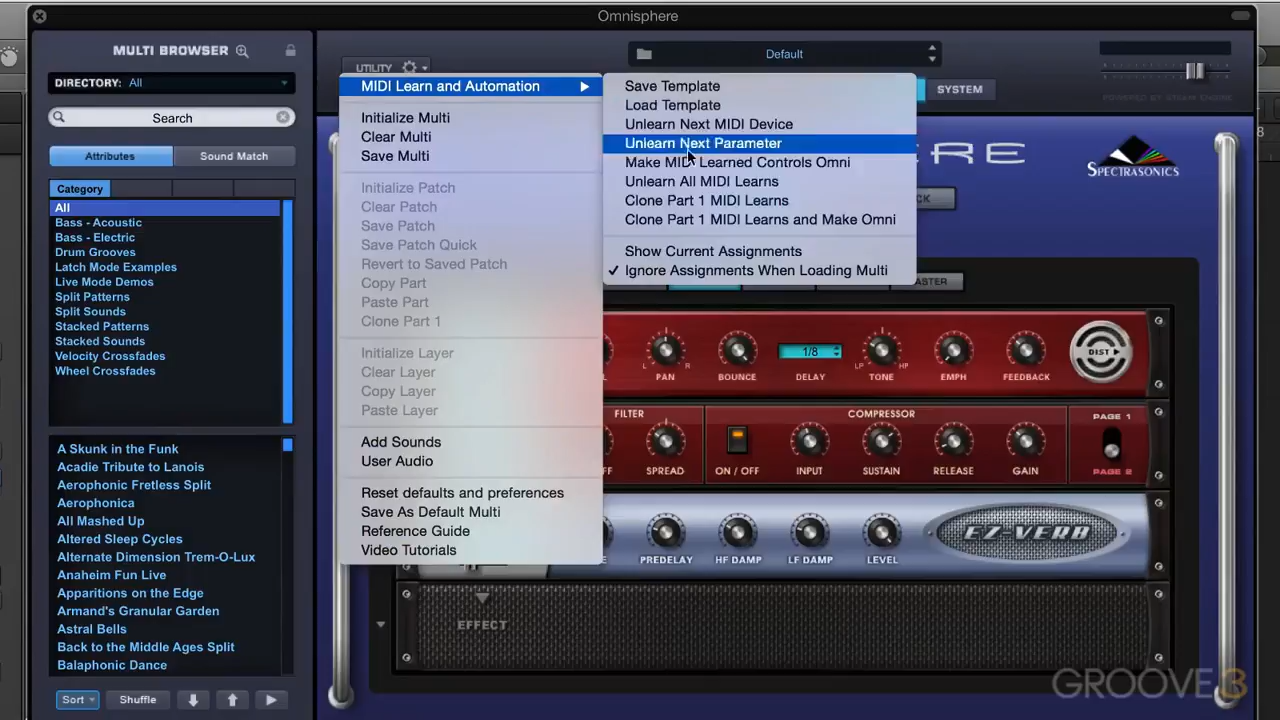 Omnisphere
MULTI BROWSER
DIRECTORY: All
Search
Attributes
Sound Match
Category
All
Bass - Acoustic
Bass - Electric
Drum Grooves
Latch Mode Examples
Live Mode Demos
Split Patterns
Split Sounds
Stacked Patterns
Stacked Sounds
Velocity Crossfades
Wheel Crossfades
A Skunk in the Funk
Acadie Tribute to Lanois
Aerophonic Fretless Split
Aerophonica
All Mashed Up
Altered Sleep Cycles
Alternate Dimension Trem-O-Lux
Anaheim Fun Live
Apparitions on the Edge
Armand's Granular Garden
Astral Bells
Back to the Middle Ages Split
Balaphonic Dance
Sort
Shuffle
UTILITY
Default
SYSTEM
POWERED BY STEAM ENGINE
MIDI Learn and Automation
Initialize Multi
Clear Multi
Save Multi
Initialize Patch
Clear Patch
Save Patch
Save Patch Quick
Revert to Saved Patch
Copy Part
Paste Part
Clone Part 1
Initialize Layer
Clear Layer
Copy Layer
Paste Layer
Add Sounds
User Audio
Reset defaults and preferences
Save As Default Multi
Reference Guide
Video Tutorials
Save Template
Load Template
Unlearn Next MIDI Device
Unlearn Next Parameter
Make MIDI Learned Controls Omni
Unlearn All MIDI Learns
Clone Part 1 MIDI Learns
Clone Part 1 MIDI Learns and Make Omni
Show Current Assignments
✓ Ignore Assignments When Loading Multi
SPECTRASONICS
L R
PAN
BOUNCE
1/8
DELAY
LP HP
TONE
EMPH
FEEDBACK
DIST
FILTER
COMPRESSOR
SPREAD
ON / OFF
INPUT
SUSTAIN
RELEASE
GAIN
PAGE 1
PAGE 2
PREDELAY
HF DAMP
LF DAMP
LEVEL
EZ-VERB
EFFECT
GROOVE3